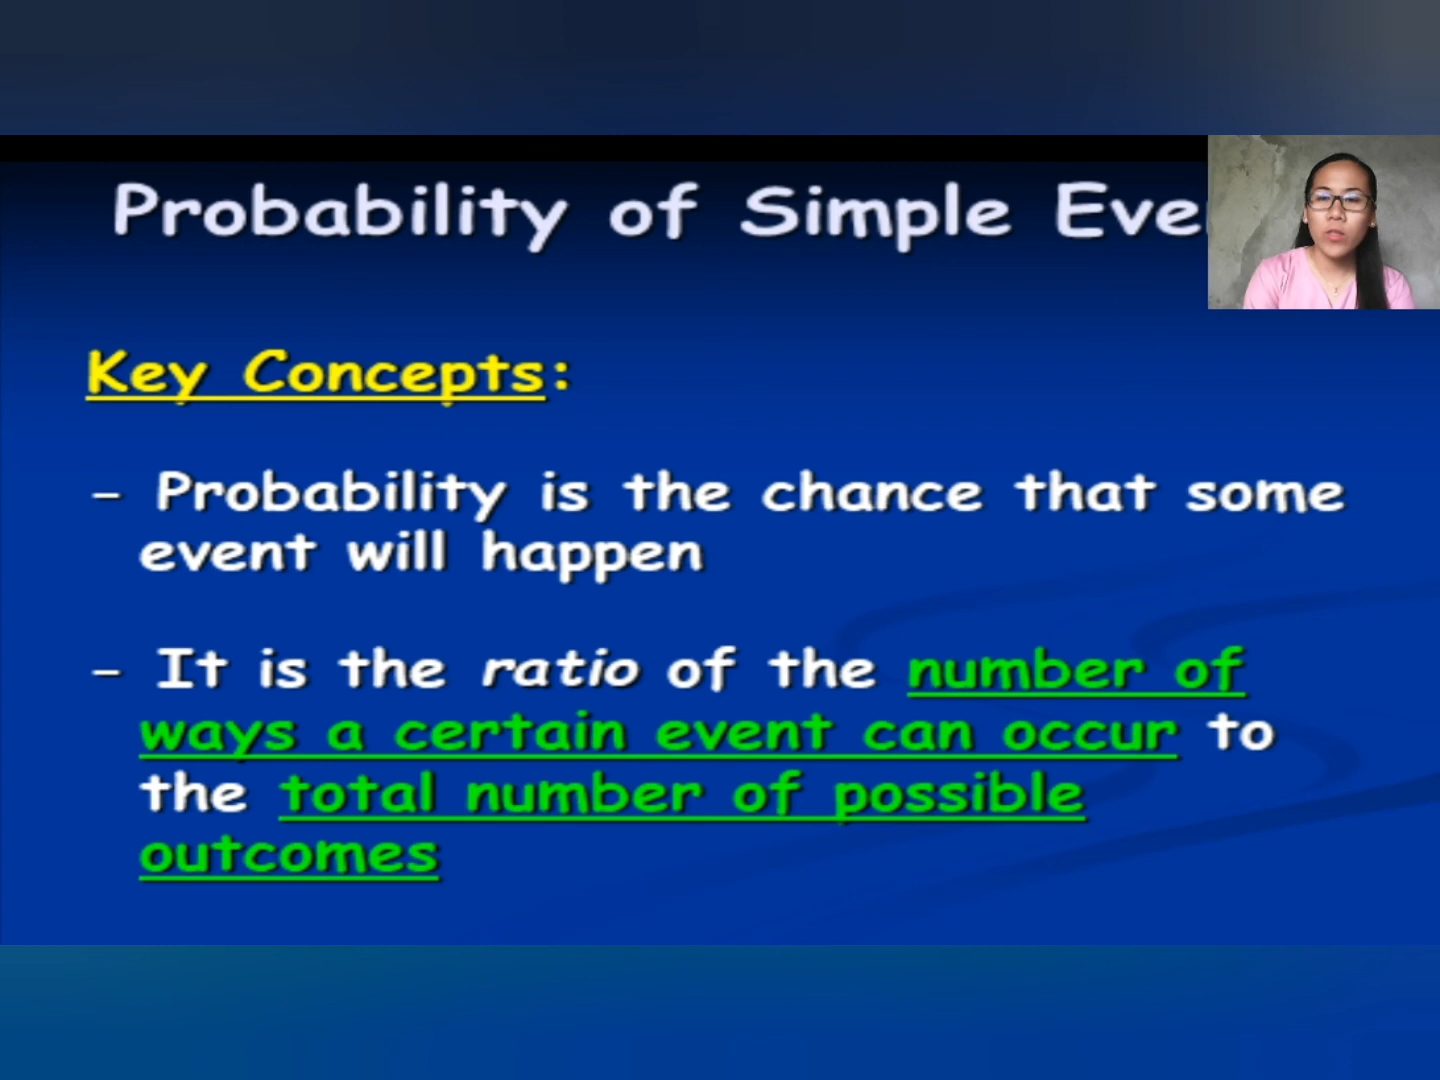 Probability of Simple Eve
Key Concepts:
- Probability is the chance that some
event will happen
- It is the ratio of the number of
ways a certain event can occur to
the total number of possible
outcomes